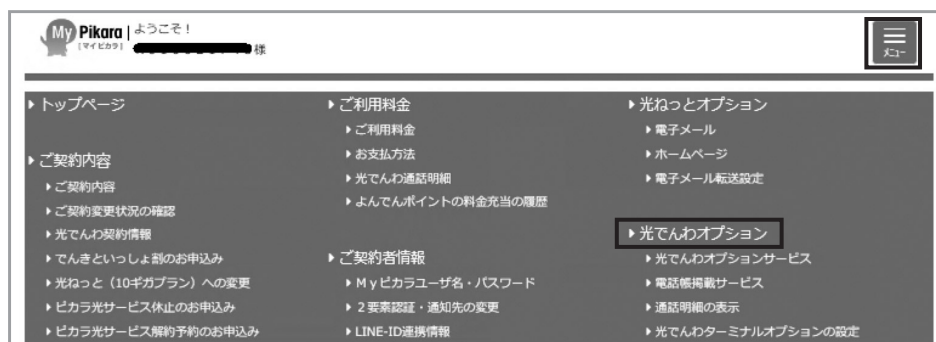 My Pikara
[マイピカラ]
ようこそ！
様
メニュー
トップページ
ご契約内容
ご契約内容
ご契約変更状況の確認
光でんわ契約情報
でんきといっしょ割のお申込み
光ねっと（10ギガプラン）への変更
ピカラ光サービス休止のお申込み
ピカラ光サービス解約予約のお申込み
ご利用料金
ご利用料金
お支払方法
光でんわ通話明細
よんでんポイントの料金充当の履歴
ご契約者情報
Myピカラユーザ名・パスワード
2要素認証・通知先の変更
LINE-ID連携情報
光ねっとオプション
電子メール
ホームページ
電子メール転送設定
光でんわオプション
光でんわオプションサービス
電話帳掲載サービス
通話明細の表示
光でんわターミナルオプションの設定